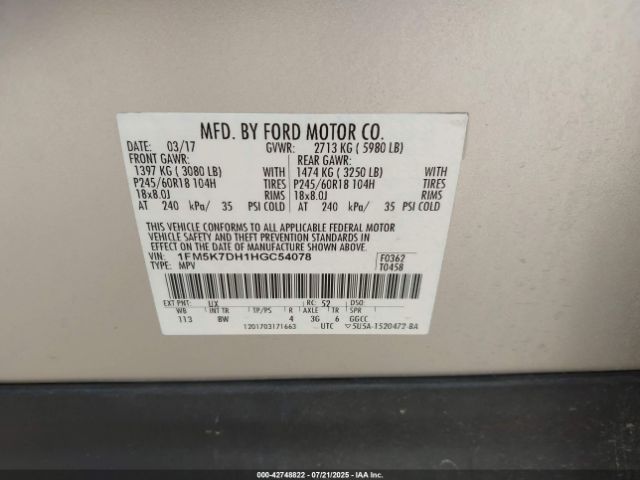 MFD. BY FORD MOTOR CO.
DATE: 03/17 GVWR: 2713 KG ( 5980 LB)
FRONT GAWR: REAR GAWR:
1397 KG ( 3080 LB) WITH 1474 KG ( 3250 LB) WITH
P245/60R18 104H TIRES P245/60R18 104H TIRES
18x8.0J RIMS 18x8.0J RIMS
AT 240 kPa/ 35 PSI COLD AT 240 kPa/ 35 PSI COLD
THIS VEHICLE CONFORMS TO ALL APPLICABLE FEDERAL MOTOR
VEHICLE SAFETY AND THEFT PREVENTION STANDARDS IN
EFFECT ON THE DATE OF MANUFACTURE SHOWN ABOVE.
VIN: 1FM5K7DH1HGC54078 F0362
TYPE: MPV T0458
EXT PNT: UX RC: 52 DSO:
WB INT TR TP/PS R AXLE TR SPR
113 BW 4 3G 6 GGCC
1201703171663 UTC ▽5U5A-1520472-BA
000-42748822 - 07/21/2025 - IAA, Inc.